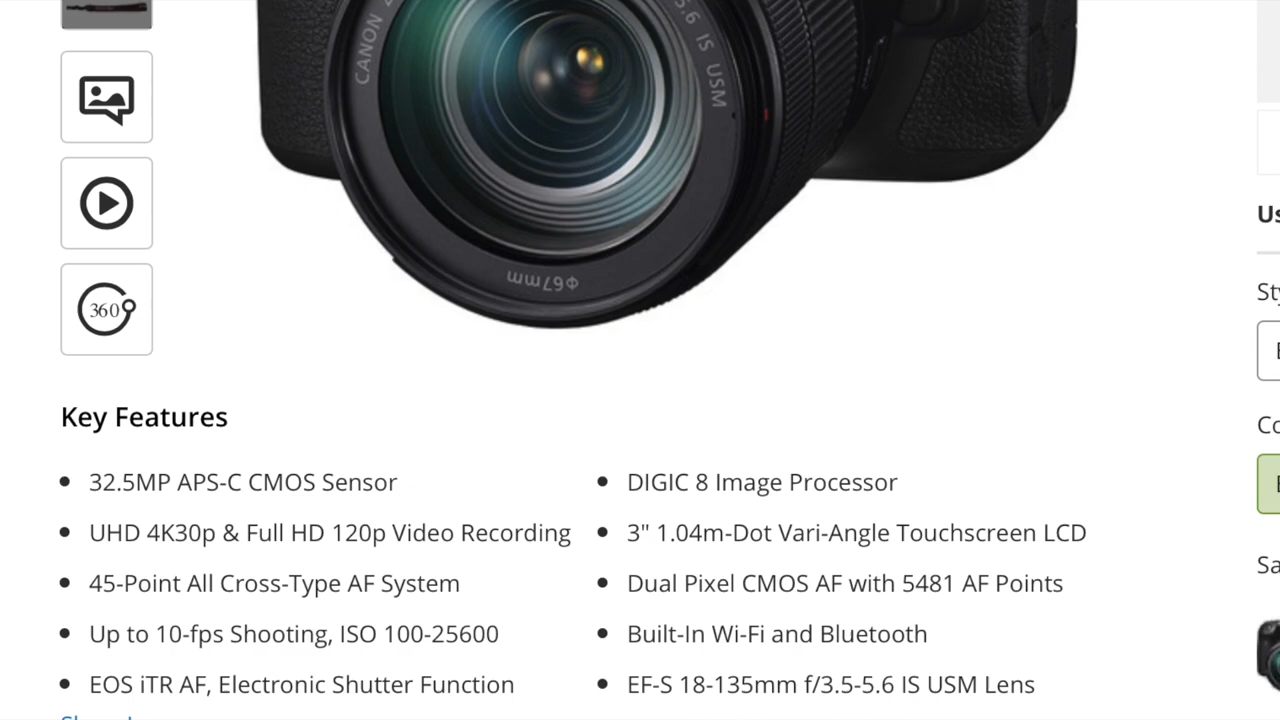 CANON
5.6 IS USM
Φ67mm
360
Key Features
32.5MP APS-C CMOS Sensor
UHD 4K30p & Full HD 120p Video Recording
45-Point All Cross-Type AF System
Up to 10-fps Shooting, ISO 100-25600
EOS iTR AF, Electronic Shutter Function
DIGIC 8 Image Processor
3" 1.04m-Dot Vari-Angle Touchscreen LCD
Dual Pixel CMOS AF with 5481 AF Points
Built-In Wi-Fi and Bluetooth
EF-S 18-135mm f/3.5-5.6 IS USM Lens